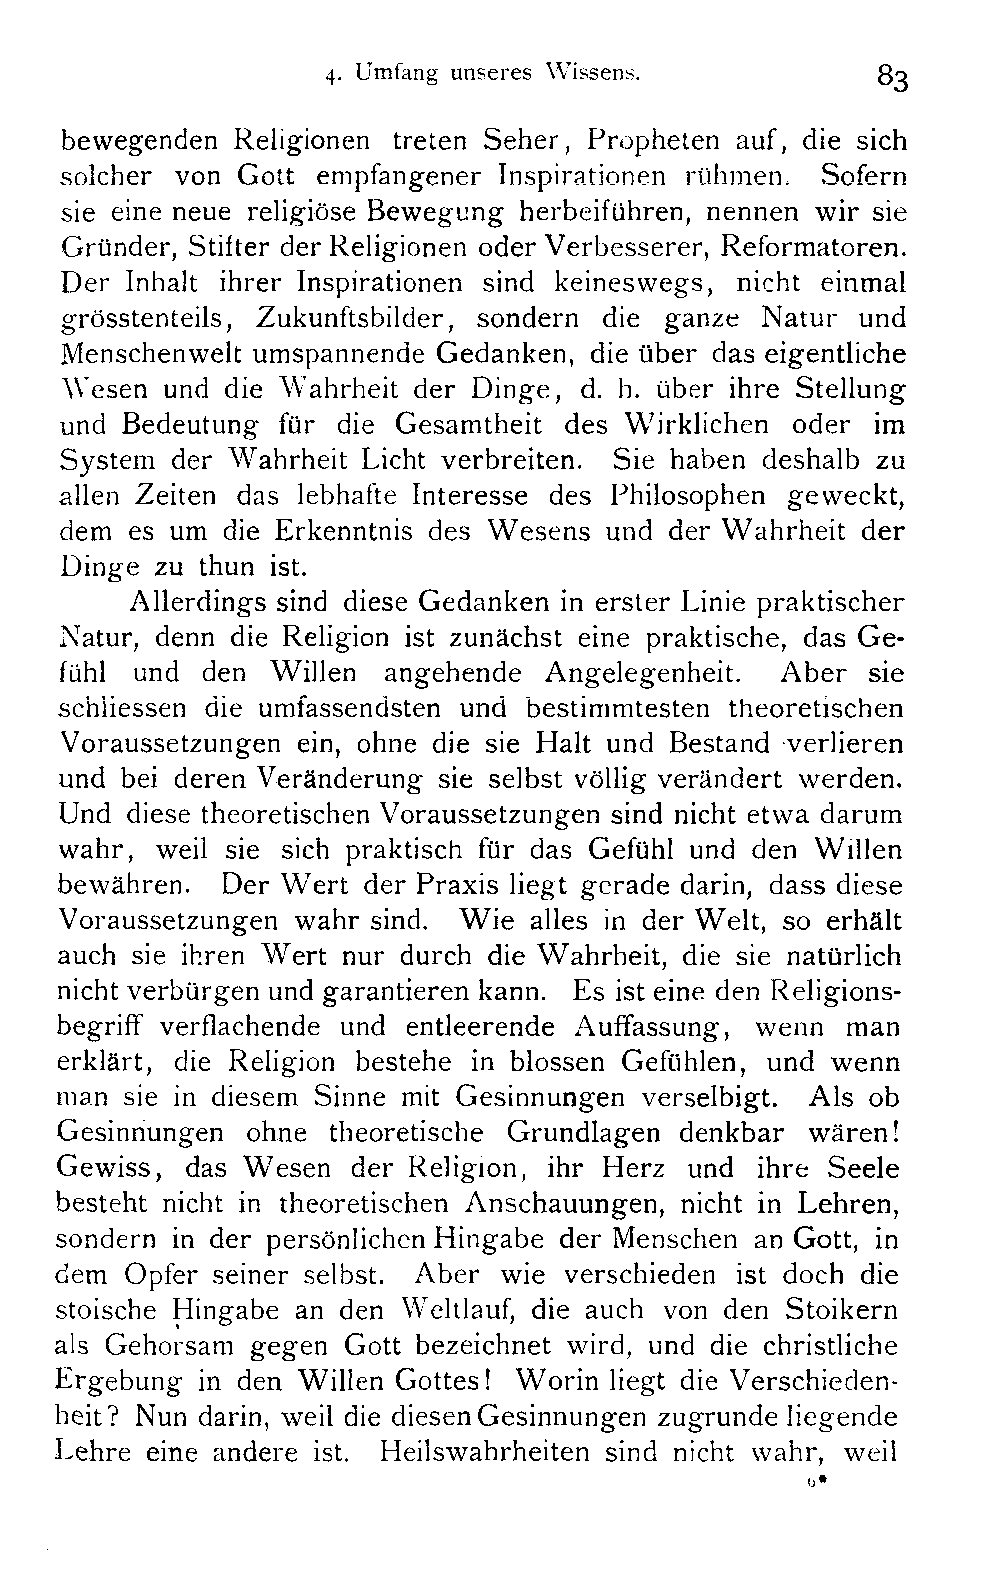 4. Umfang unseres Wissens. 83
bewegenden Religionen treten Seher, Propheten auf, die sich
solcher von Gott empfangener Inspirationen rühmen. Sofern
sie eine neue religiöse Bewegung herbeiführen, nennen wir sie
Gründer, Stifter der Religionen oder Verbesserer, Reformatoren.
Der Inhalt ihrer Inspirationen sind keineswegs, nicht einmal
grösstenteils, Zukunftsbilder, sondern die ganze Natur und
Menschenwelt umspannende Gedanken, die über das eigentliche
Wesen und die Wahrheit der Dinge, d. h. über ihre Stellung
und Bedeutung für die Gesamtheit des Wirklichen oder im
System der Wahrheit Licht verbreiten. Sie haben deshalb zu
allen Zeiten das lebhafte Interesse des Philosophen geweckt,
dem es um die Erkenntnis des Wesens und der Wahrheit der
Dinge zu thun ist.
Allerdings sind diese Gedanken in erster Linie praktischer
Natur, denn die Religion ist zunächst eine praktische, das Ge-
fühl und den Willen angehende Angelegenheit. Aber sie
schliessen die umfassendsten und bestimmtesten theoretischen
Voraussetzungen ein, ohne die sie Halt und Bestand verlieren
und bei deren Veränderung sie selbst völlig verändert werden.
Und diese theoretischen Voraussetzungen sind nicht etwa darum
wahr, weil sie sich praktisch für das Gefühl und den Willen
bewähren. Der Wert der Praxis liegt gerade darin, dass diese
Voraussetzungen wahr sind. Wie alles in der Welt, so erhält
auch sie ihren Wert nur durch die Wahrheit, die sie natürlich
nicht verbürgen und garantieren kann. Es ist eine den Religions-
begriff verflachende und entleerende Auffassung, wenn man
erklärt, die Religion bestehe in blossen Gefühlen, und wenn
man sie in diesem Sinne mit Gesinnungen verselbigt. Als ob
Gesinnungen ohne theoretische Grundlagen denkbar wären!
Gewiss, das Wesen der Religion, ihr Herz und ihre Seele
besteht nicht in theoretischen Anschauungen, nicht in Lehren,
sondern in der persönlichen Hingabe der Menschen an Gott, in
dem Opfer seiner selbst. Aber wie verschieden ist doch die
stoische Hingabe an den Weltlauf, die auch von den Stoikern
als Gehorsam gegen Gott bezeichnet wird, und die christliche
Ergebung in den Willen Gottes! Worin liegt die Verschieden-
heit? Nun darin, weil die diesen Gesinnungen zugrunde liegende
Lehre eine andere ist. Heilswahrheiten sind nicht wahr, weil